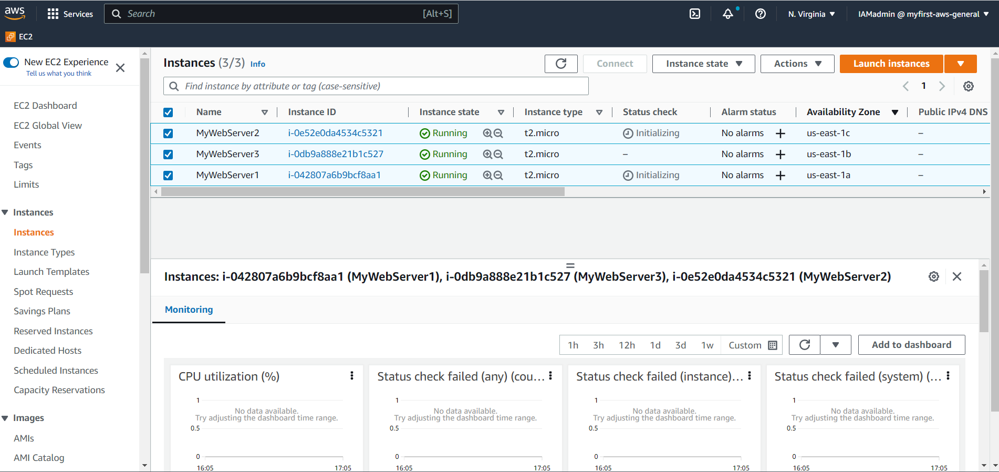 aws
Services
Search
[Alt+S]
N. Virginia
IAMadmin @ myfirst-aws-general
EC2
New EC2 Experience
Tell us what you think
EC2 Dashboard
EC2 Global View
Events
Tags
Limits
Instances
Instances
Instance Types
Launch Templates
Spot Requests
Savings Plans
Reserved Instances
Dedicated Hosts
Scheduled Instances
Capacity Reservations
Images
AMIs
AMI Catalog
Instances (3/3) Info
Connect
Instance state
Actions
Launch instances
Find instance by attribute or tag (case-sensitive)
1
Name Instance ID Instance state Instance type Status check Alarm status Availability Zone Public IPv4 DNS
MyWebServer2 i-0e52e0da4534c5321 Running t2.micro Initializing No alarms + us-east-1c –
MyWebServer3 i-0db9a888e21b1c527 Running t2.micro – No alarms + us-east-1b –
MyWebServer1 i-042807a6b9bcf8aa1 Running t2.micro Initializing No alarms + us-east-1a –
Instances: i-042807a6b9bcf8aa1 (MyWebServer1), i-0db9a888e21b1c527 (MyWebServer3), i-0e52e0da4534c5321 (MyWebServer2)
Monitoring
1h 3h 12h 1d 3d 1w Custom
Add to dashboard
CPU utilization (%)
1
No data available.
Try adjusting the dashboard time range.
0.5
0
16:05 17:05
Status check failed (any) (cou...
1
No data available.
Try adjusting the dashboard time range.
0.5
0
16:05 17:05
Status check failed (instance)...
1
No data available.
Try adjusting the dashboard time range.
0.5
0
16:05 17:05
Status check failed (system) (...
1
No data available.
Try adjusting the dashboard time range.
0.5
0
16:05 17:05